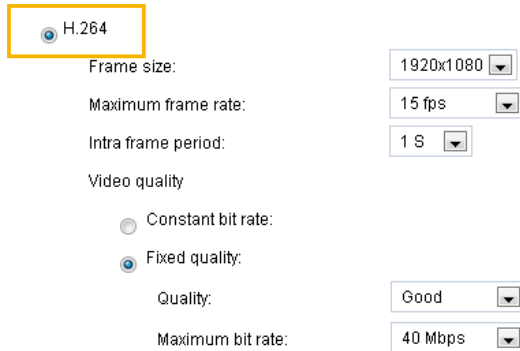 H.264
Frame size: 1920x1080
Maximum frame rate: 15 fps
Intra frame period: 1 S
Video quality
Constant bit rate:
Fixed quality:
Quality: Good
Maximum bit rate: 40 Mbps